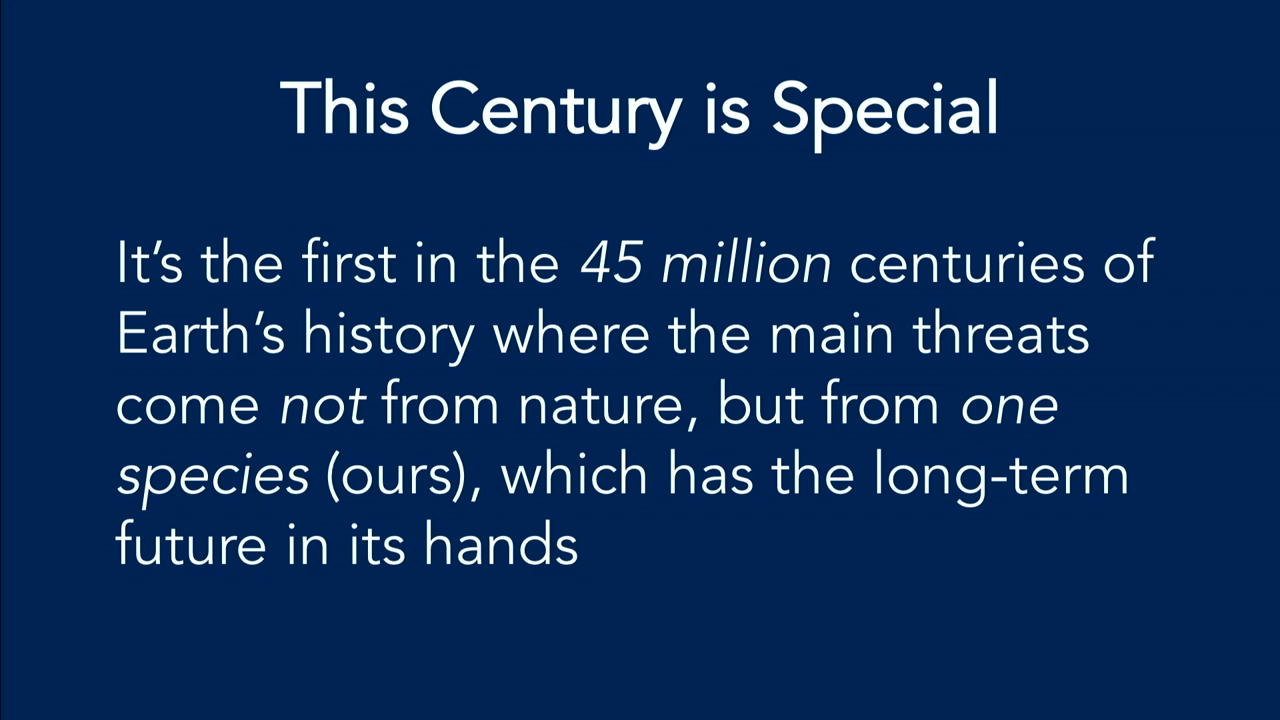 This Century is Special
It’s the first in the 45 million centuries of
Earth’s history where the main threats
come not from nature, but from one
species (ours), which has the long-term
future in its hands